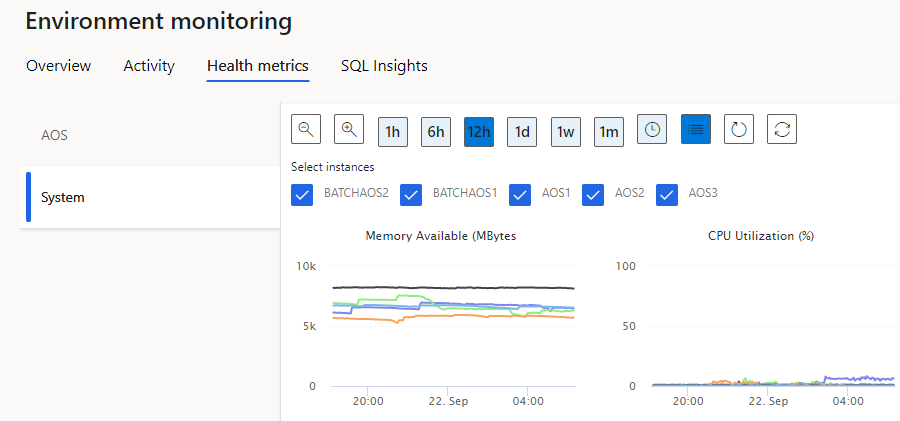 Environment monitoring
Overview Activity Health metrics SQL Insights
AOS
System
1h 6h 12h 1d 1w 1m
Select instances
BATCHAOS2 BATCHAOS1 AOS1 AOS2 AOS3
Memory Available (MBytes
10k
5k
0
20:00 22. Sep 04:00
CPU Utilization (%)
100
50
0
20:00 22. Sep 04:00